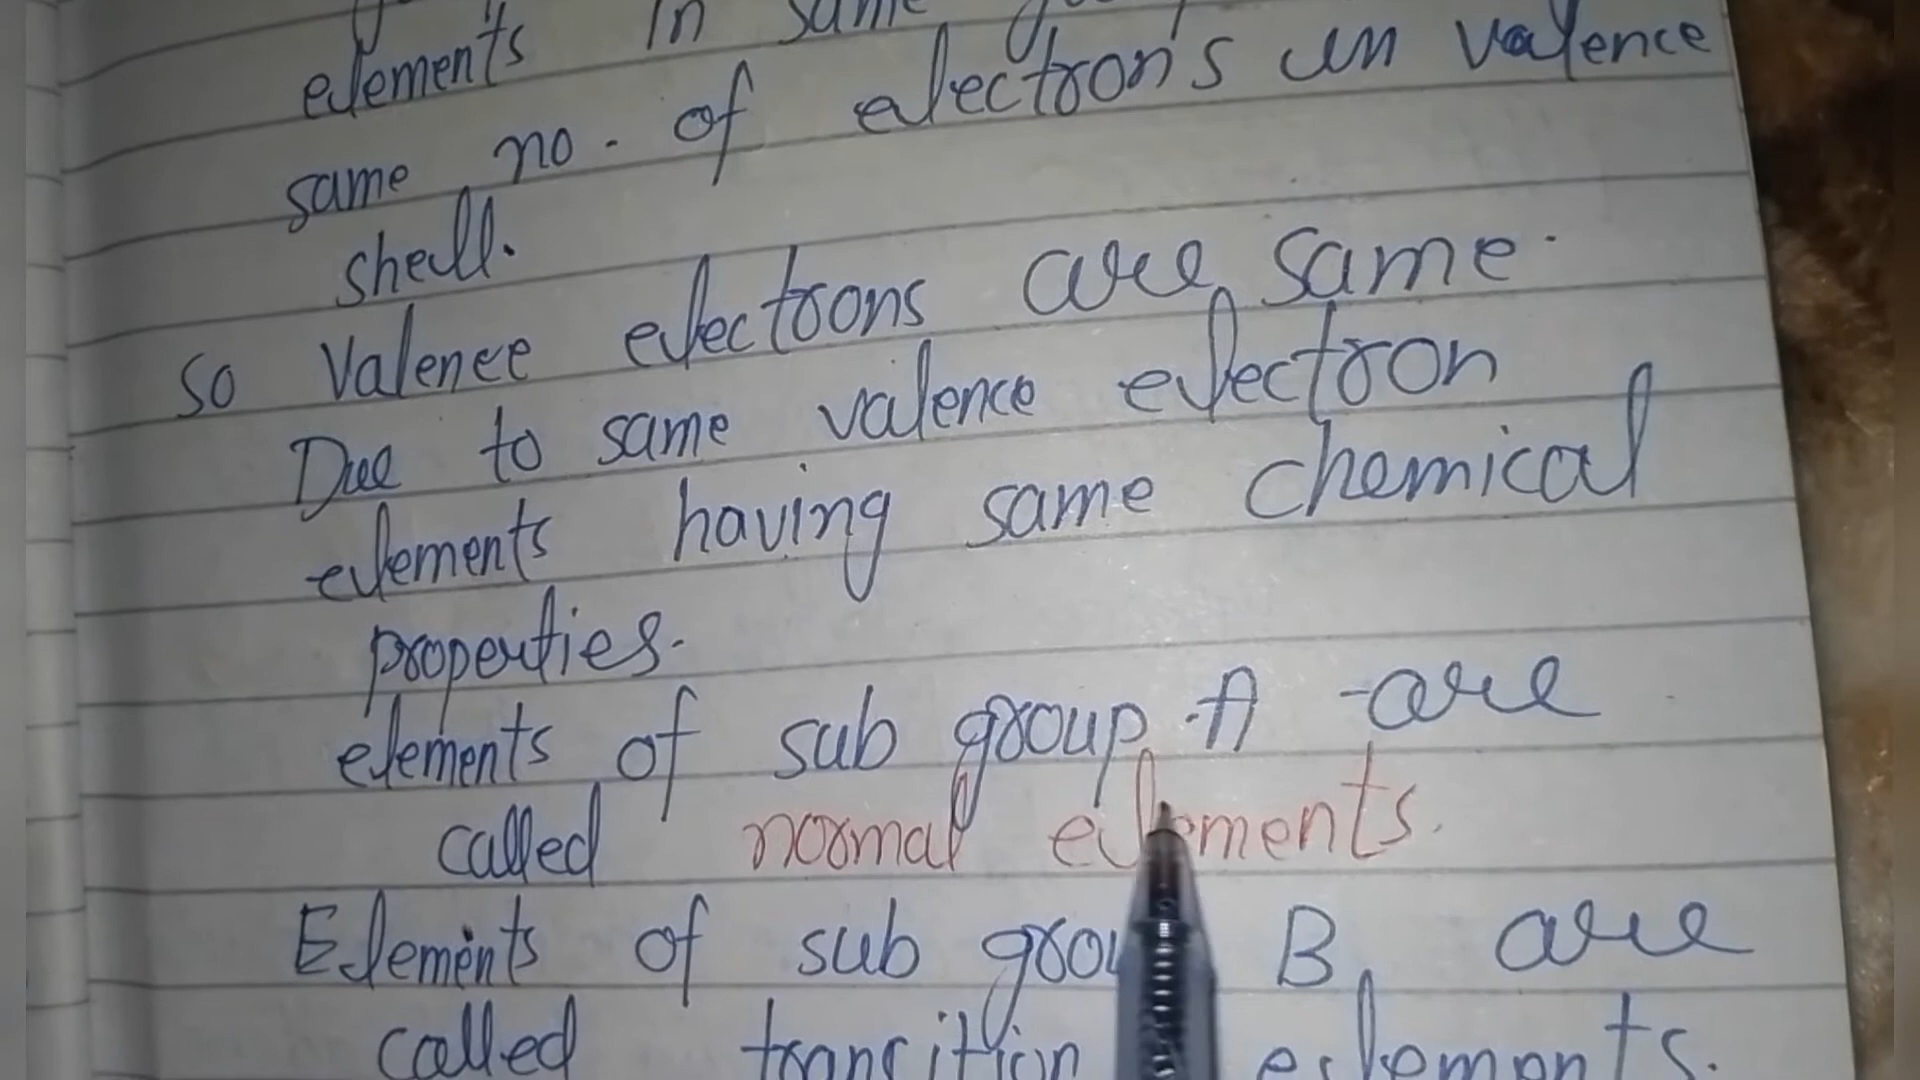 elements in same
same no. of electrons in valence
shell.
So Valence electrons are same.
Due to same valence electron
elements having same chemical
properties.
elements of sub group A are
called normal elements.
Elements of sub group B are
called transition elements.